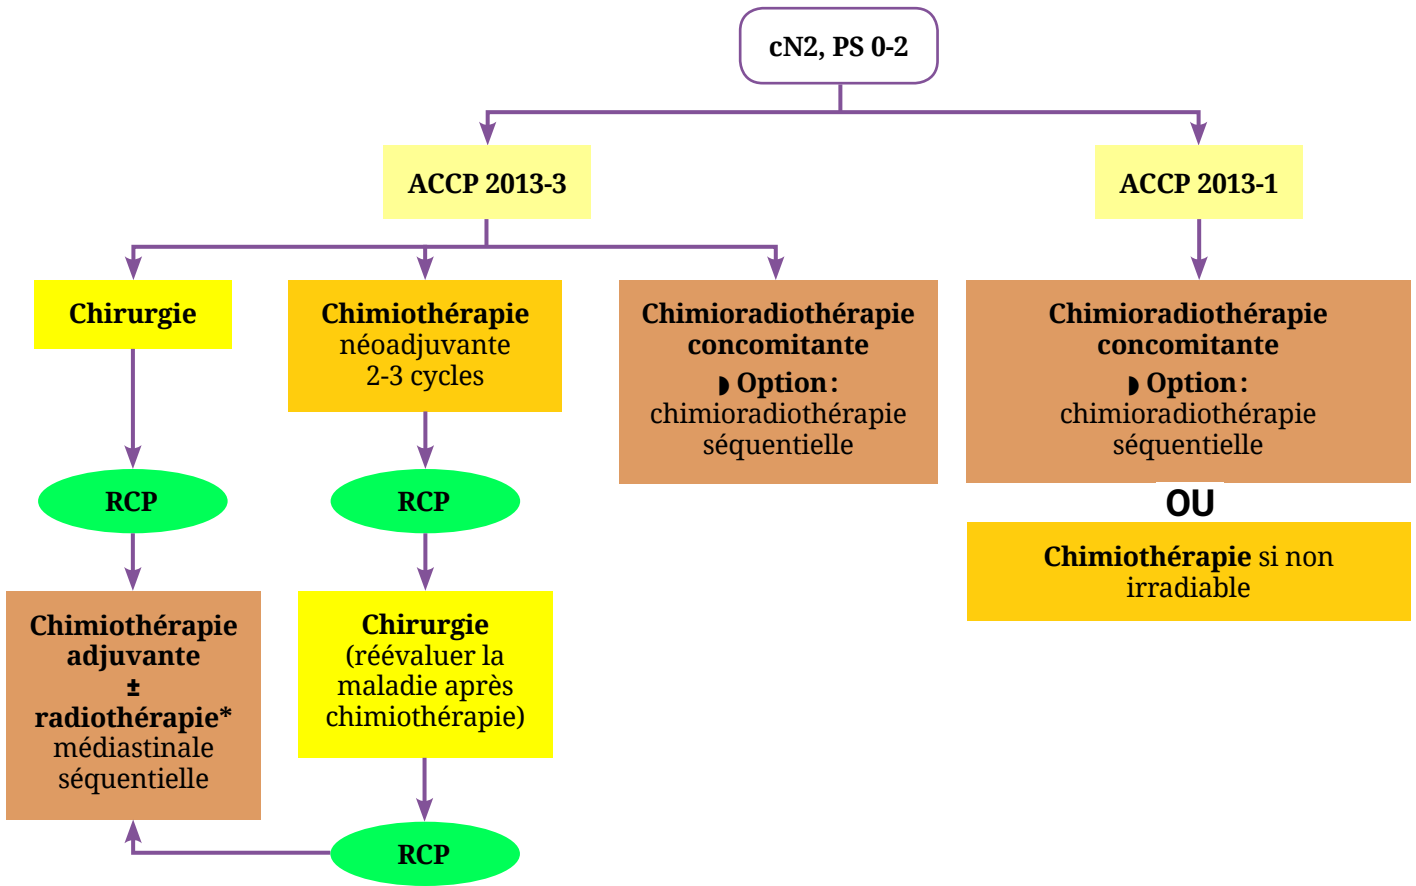 cN2, PS 0-2
ACCP 2013-3
ACCP 2013-1
Chirurgie
Chimiothérapie
néoadjuvante
2-3 cycles
Chimioradiothérapie
concomitante
◗ Option :
chimioradiothérapie
séquentielle
Chimioradiothérapie
concomitante
◗ Option :
chimioradiothérapie
séquentielle
RCP
RCP
OU
Chimiothérapie si non
irradiable
Chimiothérapie
adjuvante
±
radiothérapie*
médiastinale
séquentielle
Chirurgie
(réévaluer la
maladie après
chimiothérapie)
RCP